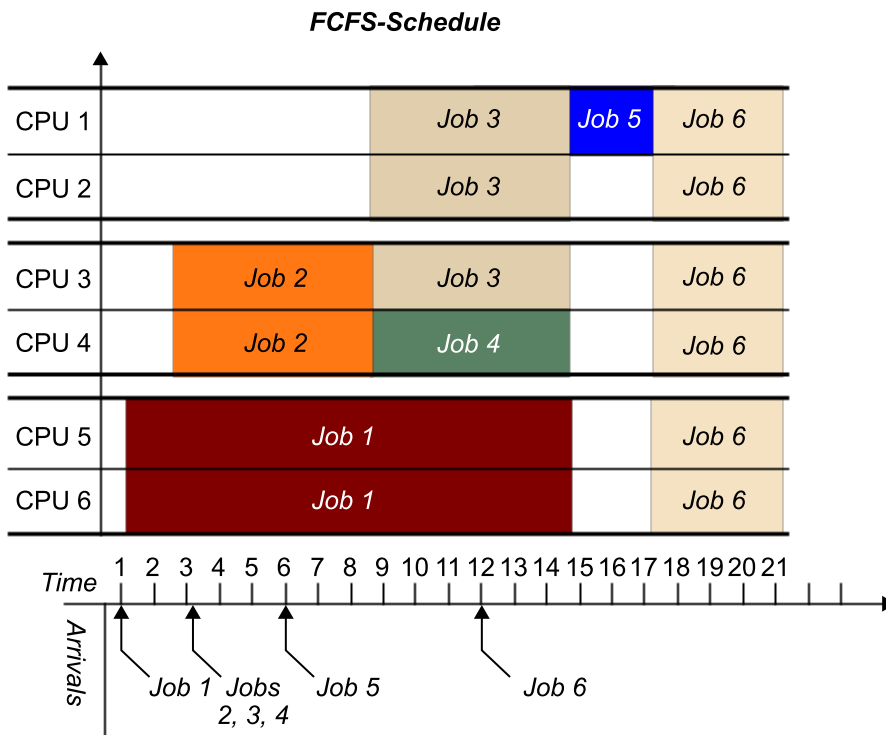 FCFS-Schedule
CPU 1 Job 3 Job 5 Job 6
CPU 2 Job 3 Job 6
CPU 3 Job 2 Job 3 Job 6
CPU 4 Job 2 Job 4 Job 6
CPU 5 Job 1 Job 6
CPU 6 Job 1 Job 6
Time 1 2 3 4 5 6 7 8 9 10 11 12 13 14 15 16 17 18 19 20 21
Arrivals
Job 1 Jobs Job 5 Job 6
2, 3, 4